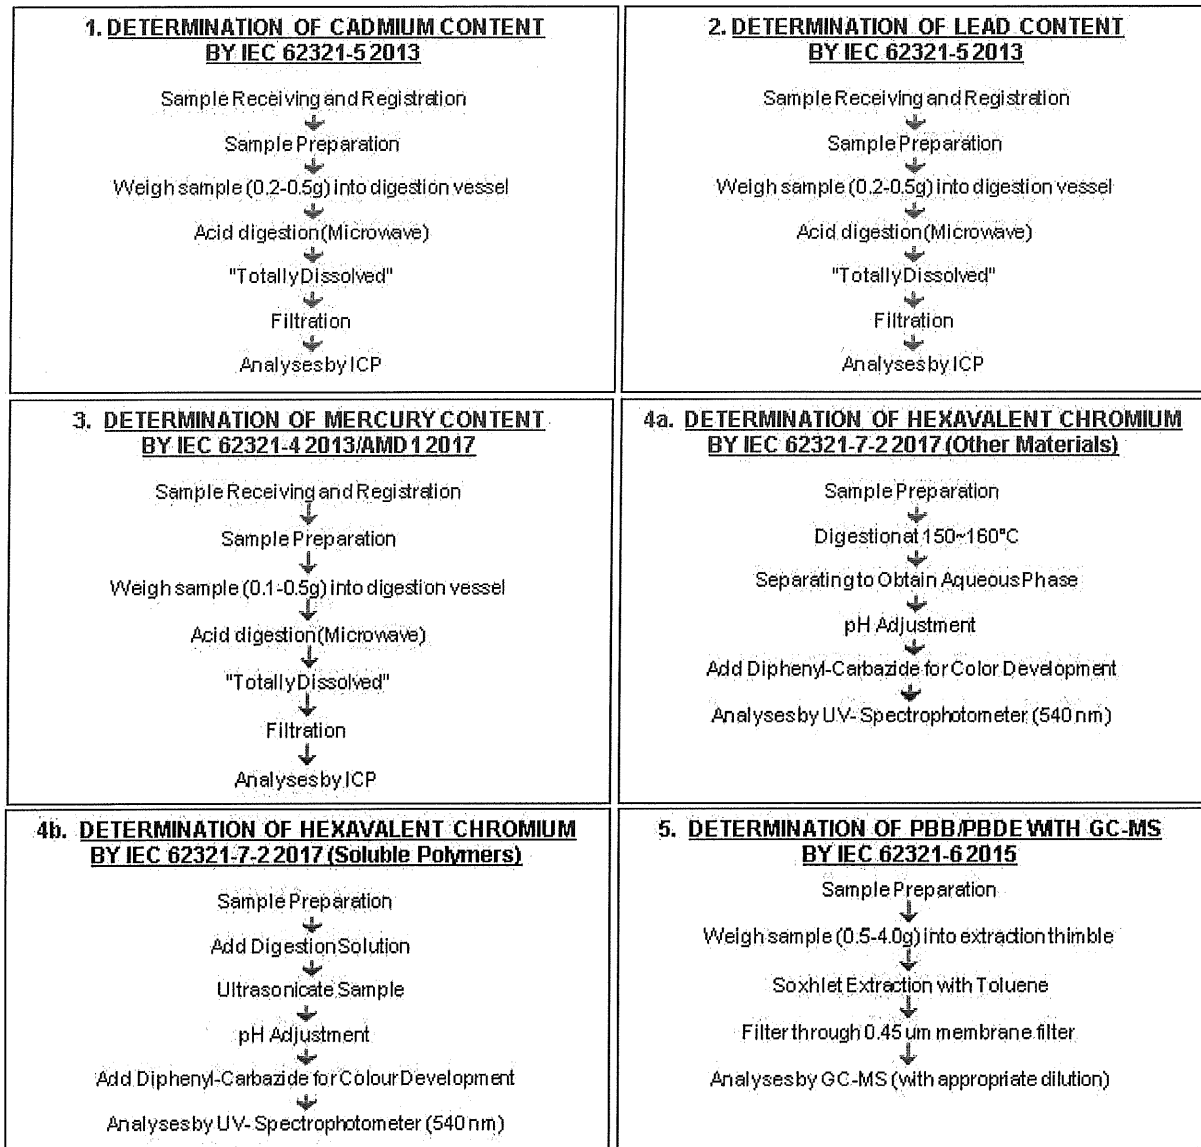 1. DETERMINATION OF CADMIUM CONTENT
BY IEC 62321-5 2013
Sample Receiving and Registration
Sample Preparation
Weigh sample (0.2-0.5g) into digestion vessel
Acid digestion (Microwave)
"Totally Dissolved"
Filtration
Analyses by ICP
2. DETERMINATION OF LEAD CONTENT
BY IEC 62321-5 2013
Sample Receiving and Registration
Sample Preparation
Weigh sample (0.2-0.5g) into digestion vessel
Acid digestion (Microwave)
"Totally Dissolved"
Filtration
Analyses by ICP
3. DETERMINATION OF MERCURY CONTENT
BY IEC 62321-4 2013/AMD1 2017
Sample Receiving and Registration
Sample Preparation
Weigh sample (0.1-0.5g) into digestion vessel
Acid digestion (Microwave)
"Totally Dissolved"
Filtration
Analyses by ICP
4a. DETERMINATION OF HEXAVALENT CHROMIUM
BY IEC 62321-7-2 2017 (Other Materials)
Sample Preparation
Digestion at 150~160°C
Separating to Obtain Aqueous Phase
pH Adjustment
Add Diphenyl-Carbazide for Color Development
Analyses by UV- Spectrophotometer (540 nm)
4b. DETERMINATION OF HEXAVALENT CHROMIUM
BY IEC 62321-7-2 2017 (Soluble Polymers)
Sample Preparation
Add Digestion Solution
Ultrasonicate Sample
pH Adjustment
Add Diphenyl-Carbazide for Colour Development
Analyses by UV- Spectrophotometer (540 nm)
5. DETERMINATION OF PBB/PBDE WITH GC-MS
BY IEC 62321-6 2015
Sample Preparation
Weigh sample (0.5-4.0g) into extraction thimble
Soxhlet Extraction with Toluene
Filter through 0.45 um membrane filter
Analyses by GC-MS (with appropriate dilution)